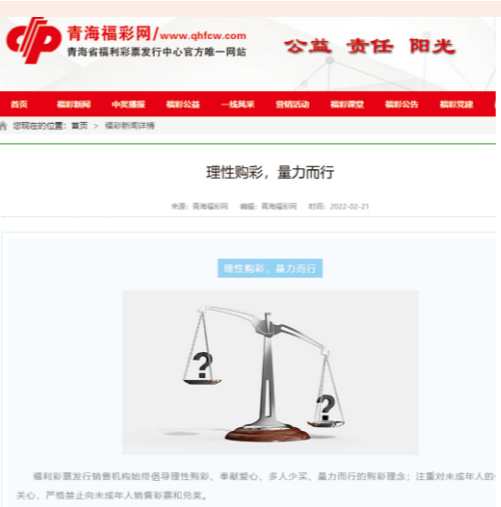 青海福彩网/www.qhfcw.com
青海省福利彩票发行中心官方唯一网站
公益 责任 阳光
首页 福彩新闻 中奖播报 福彩公益 一线风采 营销活动 福彩课堂 福彩公告 福彩党建
您现在的位置：首页 > 福彩新闻详情
理性购彩，量力而行
来源：青海福彩网 编辑：青海福彩网 时间：2022-02-21
理性购彩，量力而行
?
?
福利彩票发行销售机构始终倡导理性购彩、奉献爱心、多人少买、量力而行的购彩理念；注重对未成年人的
关心，严格禁止向未成年人销售彩票和兑奖。